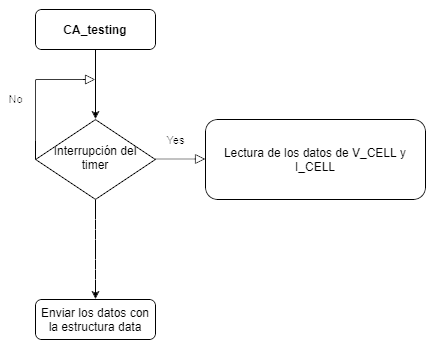 CA_testing
No
Interrupción del
timer
Yes
Lectura de los datos de V_CELL y
I_CELL
Enviar los datos con
la estructura data